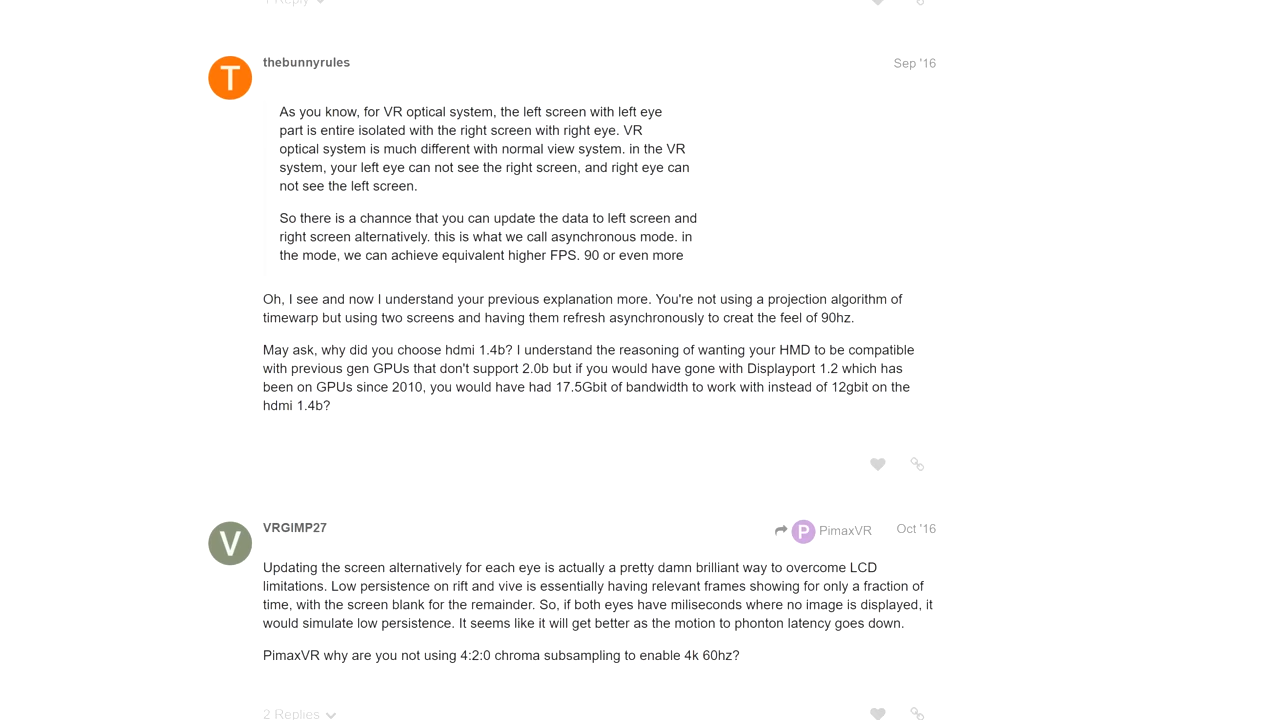 1 Reply
T
thebunnyrules
Sep '16
As you know, for VR optical system, the left screen with left eye
part is entire isolated with the right screen with right eye. VR
optical system is much different with normal view system. in the VR
system, your left eye can not see the right screen, and right eye can
not see the left screen.
So there is a channce that you can update the data to left screen and
right screen alternatively. this is what we call asynchronous mode. in
the mode, we can achieve equivalent higher FPS. 90 or even more
Oh, I see and now I understand your previous explanation more. You're not using a projection algorithm of
timewarp but using two screens and having them refresh asynchronously to creat the feel of 90hz.
May ask, why did you choose hdmi 1.4b? I understand the reasoning of wanting your HMD to be compatible
with previous gen GPUs that don't support 2.0b but if you would have gone with Displayport 1.2 which has
been on GPUs since 2010, you would have had 17.5Gbit of bandwidth to work with instead of 12gbit on the
hdmi 1.4b?
V
VRGIMP27
P PimaxVR
Oct '16
Updating the screen alternatively for each eye is actually a pretty damn brilliant way to overcome LCD
limitations. Low persistence on rift and vive is essentially having relevant frames showing for only a fraction of
time, with the screen blank for the remainder. So, if both eyes have miliseconds where no image is displayed, it
would simulate low persistence. It seems like it will get better as the motion to phonton latency goes down.
PimaxVR why are you not using 4:2:0 chroma subsampling to enable 4k 60hz?
2 Replies